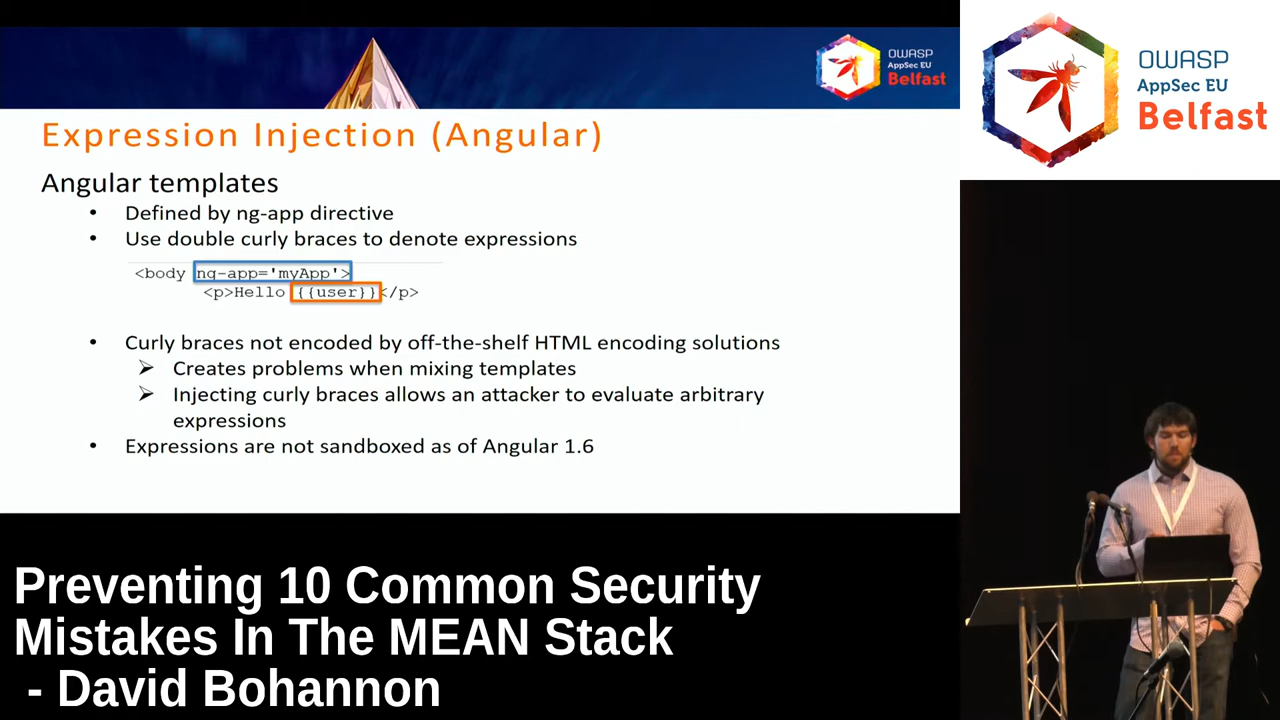 OWASP
AppSec EU
Belfast
OWASP
AppSec EU
Belfast
Expression Injection (Angular)
Angular templates
• Defined by ng-app directive
• Use double curly braces to denote expressions
<body ng-app='myApp'>
<p>Hello {{user}}</p>
• Curly braces not encoded by off-the-shelf HTML encoding solutions
➢ Creates problems when mixing templates
➢ Injecting curly braces allows an attacker to evaluate arbitrary
expressions
• Expressions are not sandboxed as of Angular 1.6
Preventing 10 Common Security
Mistakes In The MEAN Stack
- David Bohannon